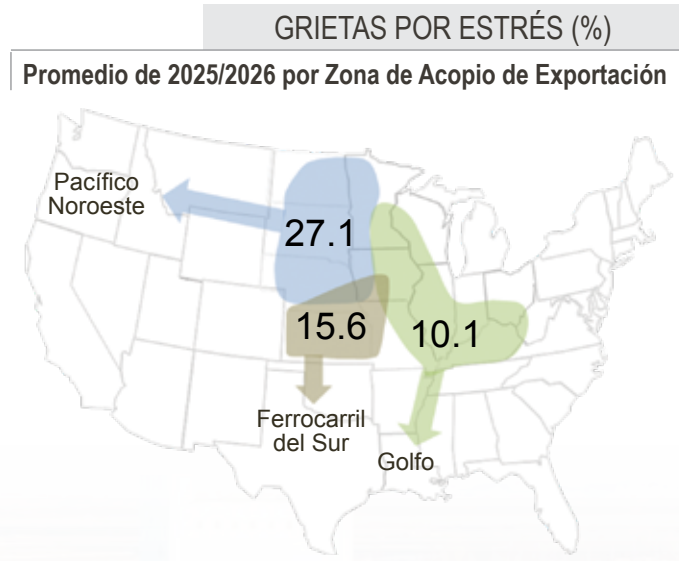 GRIETAS POR ESTRÉS (%)
Promedio de 2025/2026 por Zona de Acopio de Exportación
Pacífico
Noroeste
27.1
15.6
10.1
Ferrocarril
del Sur
Golfo